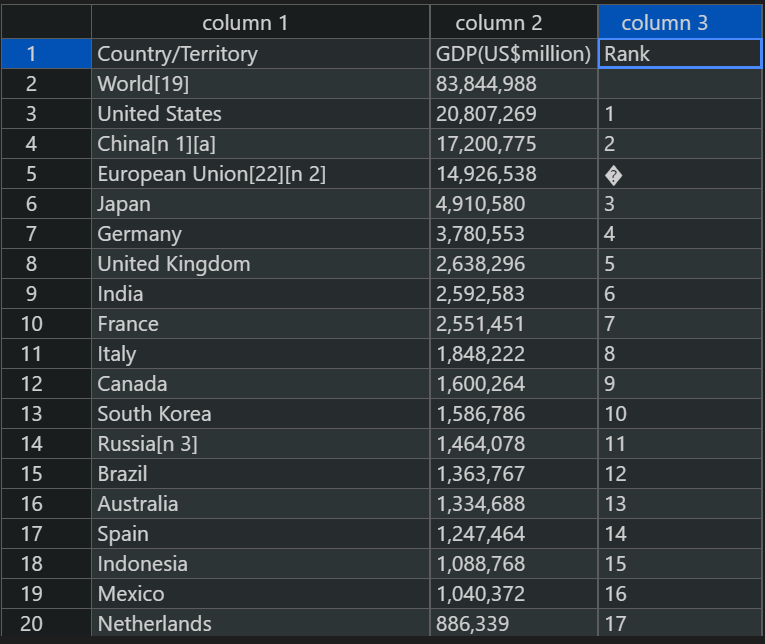 column 1 column 2 column 3
1 Country/Territory GDP(US$million) Rank
2 World[19] 83,844,988
3 United States 20,807,269 1
4 China[n 1][a] 17,200,775 2
5 European Union[22][n 2] 14,926,538 �
6 Japan 4,910,580 3
7 Germany 3,780,553 4
8 United Kingdom 2,638,296 5
9 India 2,592,583 6
10 France 2,551,451 7
11 Italy 1,848,222 8
12 Canada 1,600,264 9
13 South Korea 1,586,786 10
14 Russia[n 3] 1,464,078 11
15 Brazil 1,363,767 12
16 Australia 1,334,688 13
17 Spain 1,247,464 14
18 Indonesia 1,088,768 15
19 Mexico 1,040,372 16
20 Netherlands 886,339 17